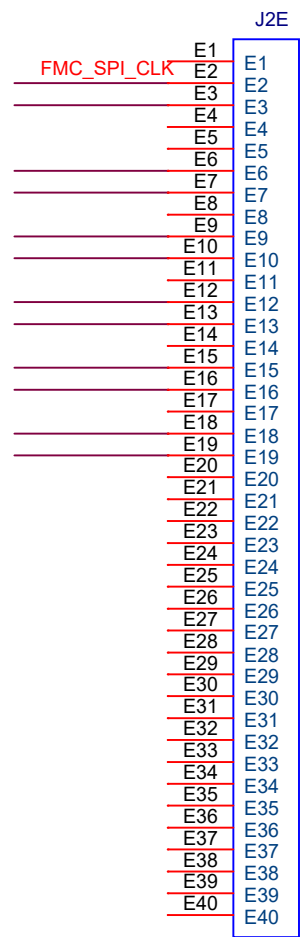 J2E
E1 E1
FMC_SPI_CLK E2 E2
E3 E3
E4 E4
E5 E5
E6 E6
E7 E7
E8 E8
E9 E9
E10 E10
E11 E11
E12 E12
E13 E13
E14 E14
E15 E15
E16 E16
E17 E17
E18 E18
E19 E19
E20 E20
E21 E21
E22 E22
E23 E23
E24 E24
E25 E25
E26 E26
E27 E27
E28 E28
E29 E29
E30 E30
E31 E31
E32 E32
E33 E33
E34 E34
E35 E35
E36 E36
E37 E37
E38 E38
E39 E39
E40 E40